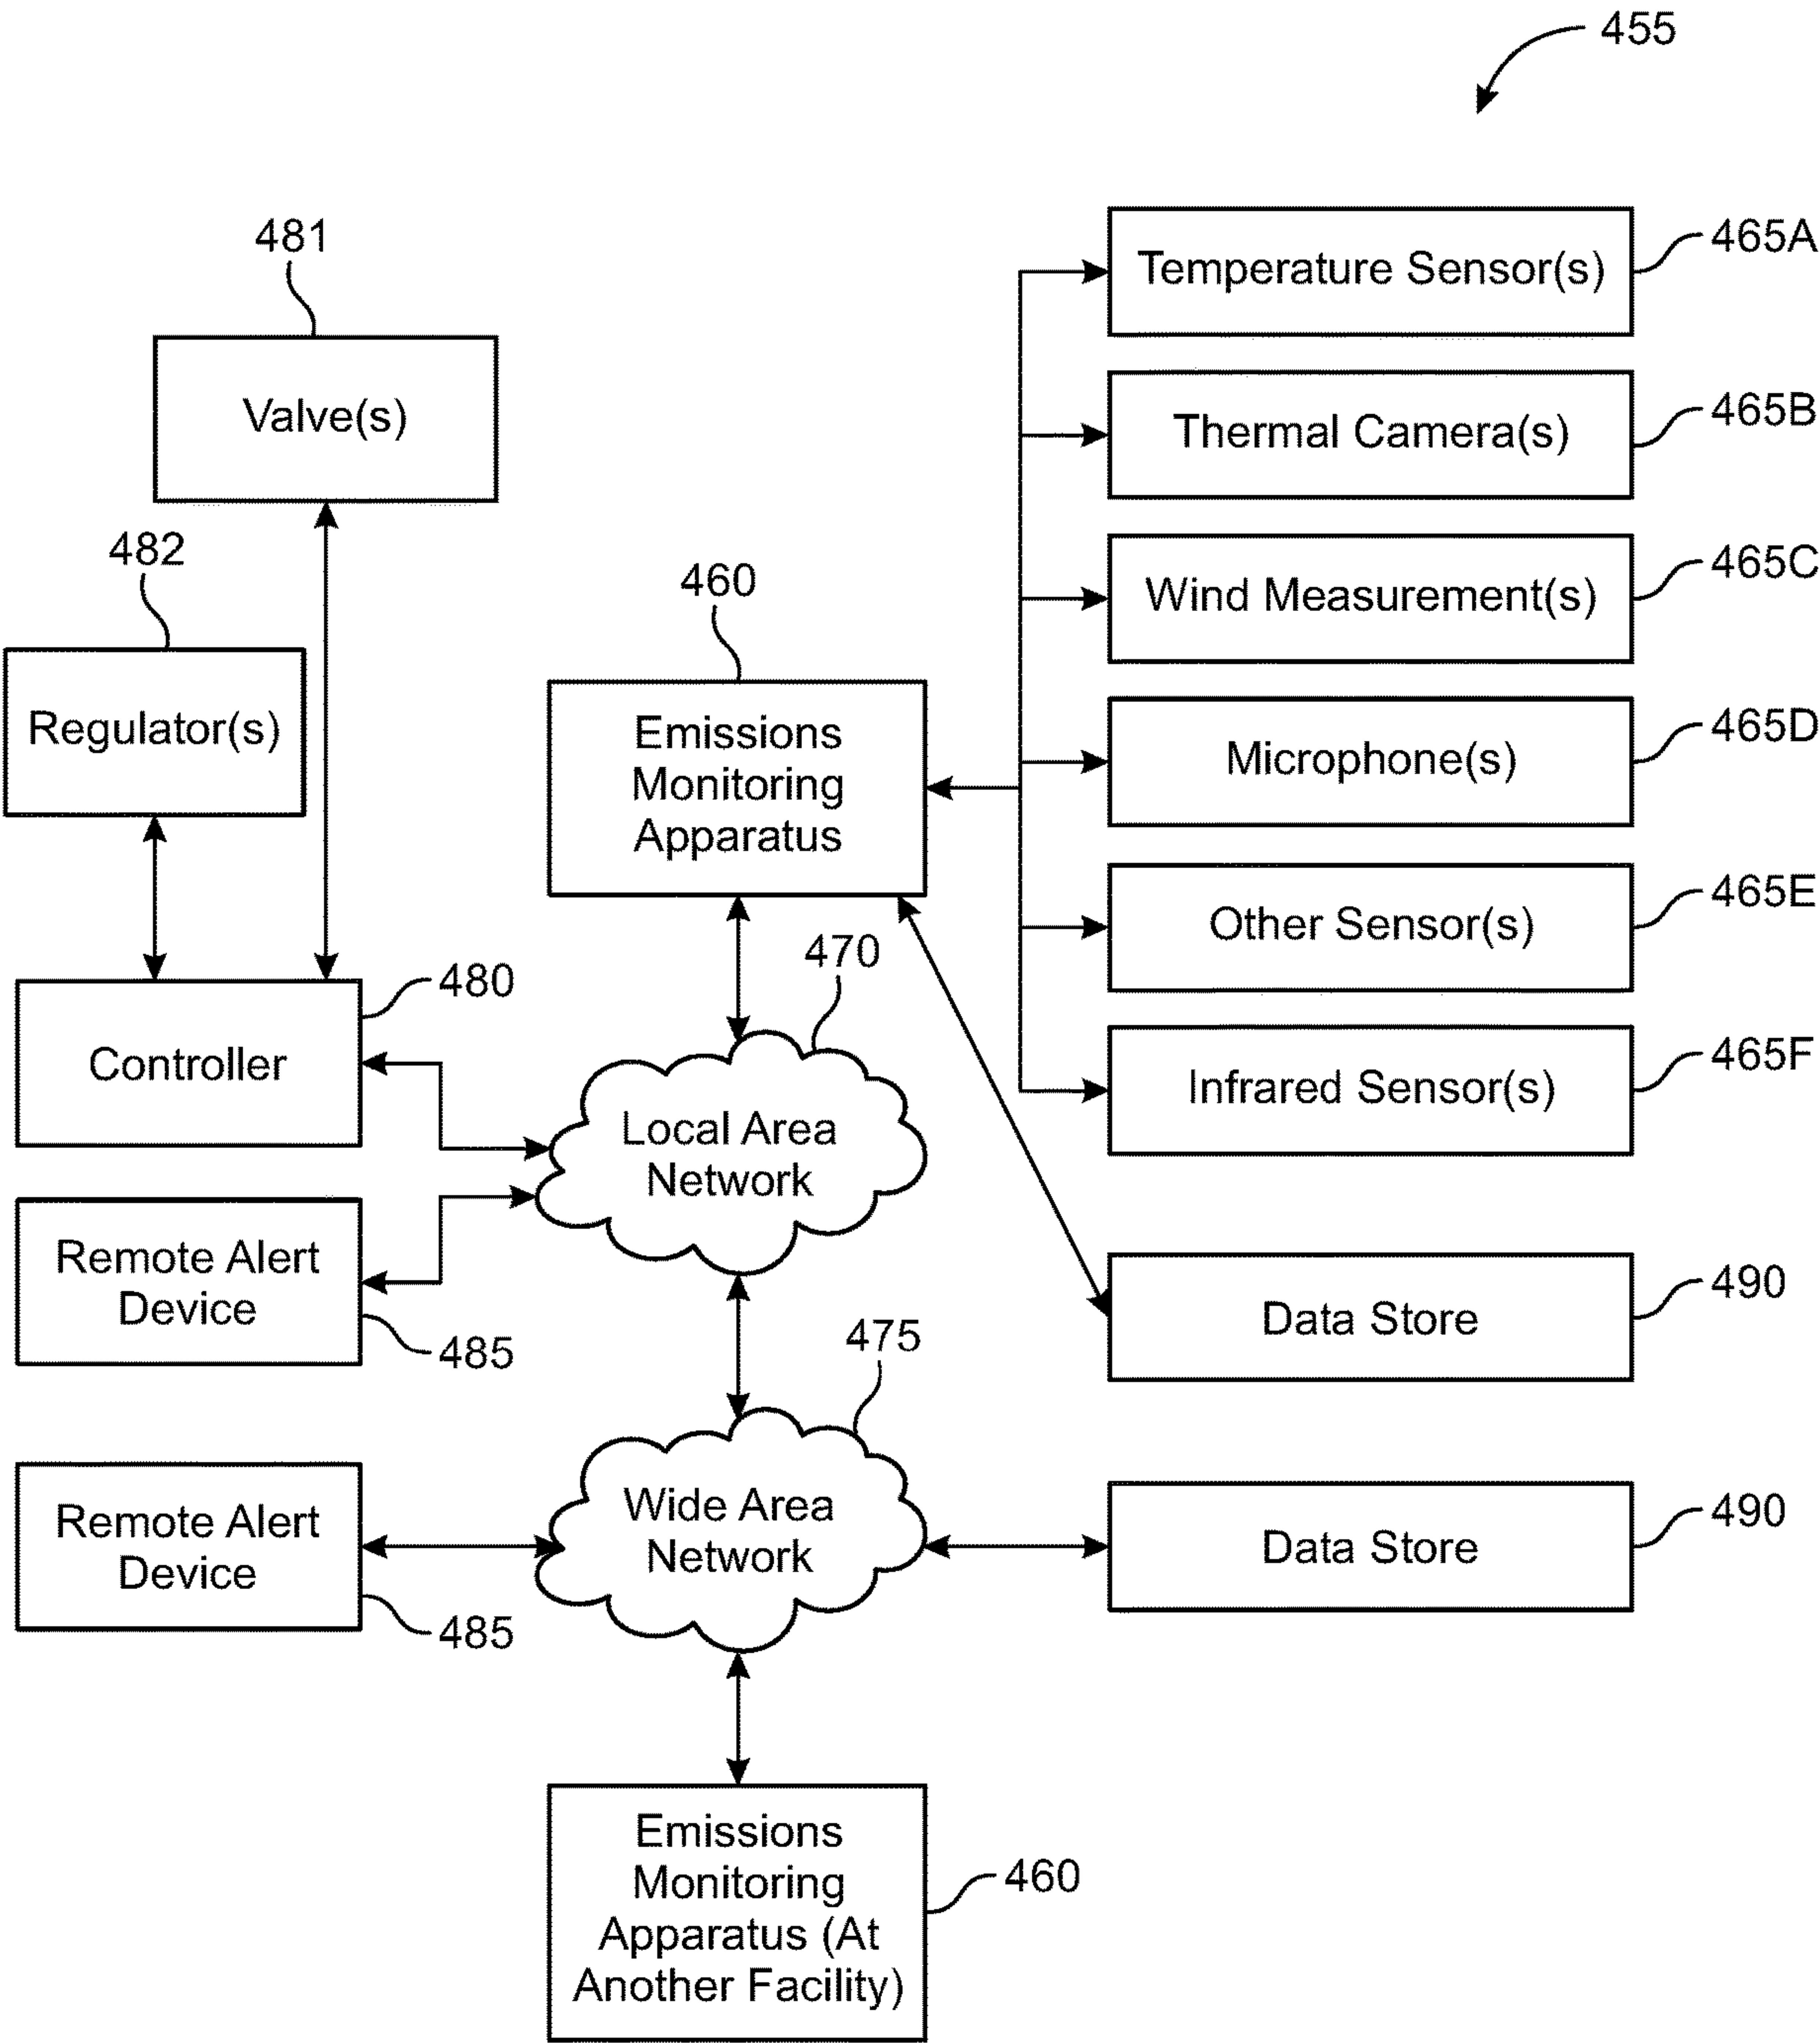 455
481
Valve(s)
482
Regulator(s)
480
Controller
Remote Alert
Device
485
Remote Alert
Device
485
460
Emissions
Monitoring
Apparatus
470
Local Area
Network
475
Wide Area
Network
Emissions
Monitoring
Apparatus (At
Another Facility)
460
Temperature Sensor(s)
465A
Thermal Camera(s)
465B
Wind Measurement(s)
465C
Microphone(s)
465D
Other Sensor(s)
465E
Infrared Sensor(s)
465F
Data Store
490
Data Store
490